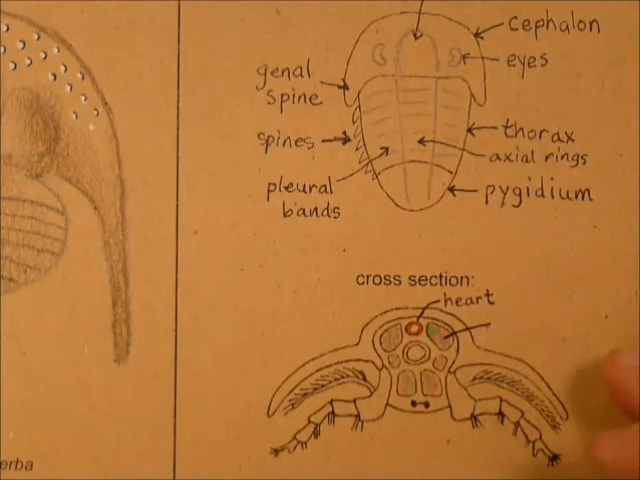 cephalon
eyes
genal
spine
spines
thorax
axial rings
pleural
bands
pygidium
cross section:
heart
erba